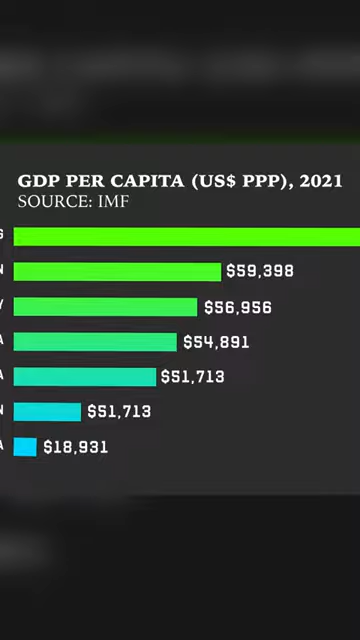 GDP PER CAPITA (US$ PPP), 2021
SOURCE: IMF
G
N $59,398
Y $56,956
A $54,891
A $51,713
N $51,713
A $18,931